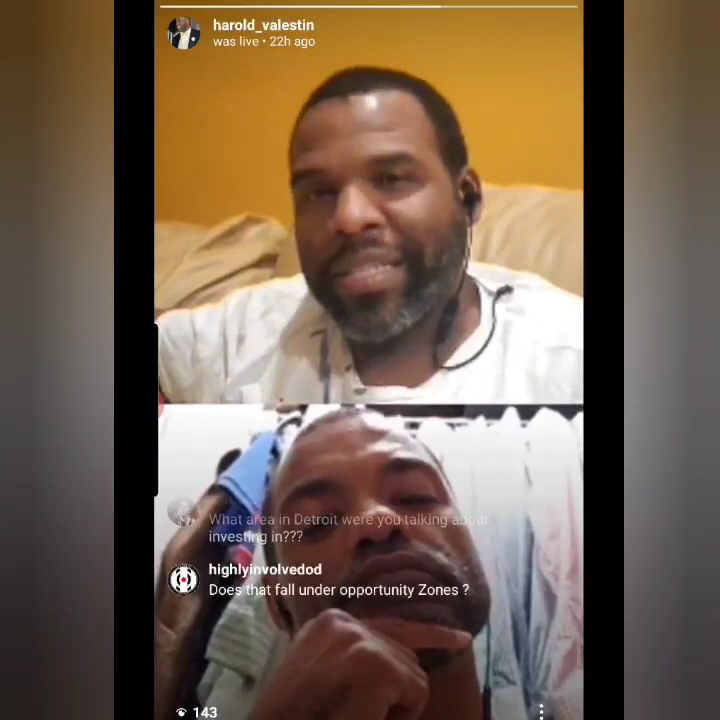 harold_valestin
was live • 22h ago
What area in Detroit were you talking about
investing in???
highlyinvolvedod
Does that fall under opportunity Zones ?
143